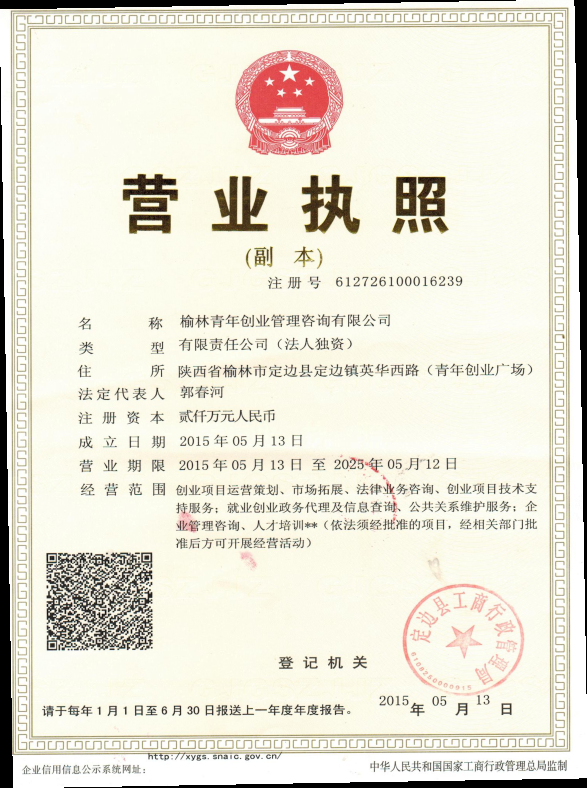 营业执照
(副 本)
注册号 612726100016239
名称 榆林青年创业管理咨询有限公司
类型 有限责任公司（法人独资）
住所 陕西省榆林市定边县定边镇英华西路（青年创业广场）
法定代表人 郭春河
注册资本 贰仟万元人民币
成立日期 2015年05月13日
营业期限 2015年05月13日 至 2025年05月12日
经营范围 创业项目运营策划、市场拓展、法律业务咨询、创业项目技术支
持服务；就业创业政务代理及信息查询、公共关系维护服务；企
业管理咨询、人才培训**（依法须经批准的项目，经相关部门批
准后方可开展经营活动）
定边县工商行政管理局
登记机关
2015年05月13日
请于每年1月1日至6月30日报送上一年度年度报告。
http://xygs.snaic.gov.cn/
企业信用信息公示系统网址：
中华人民共和国国家工商行政管理总局监制